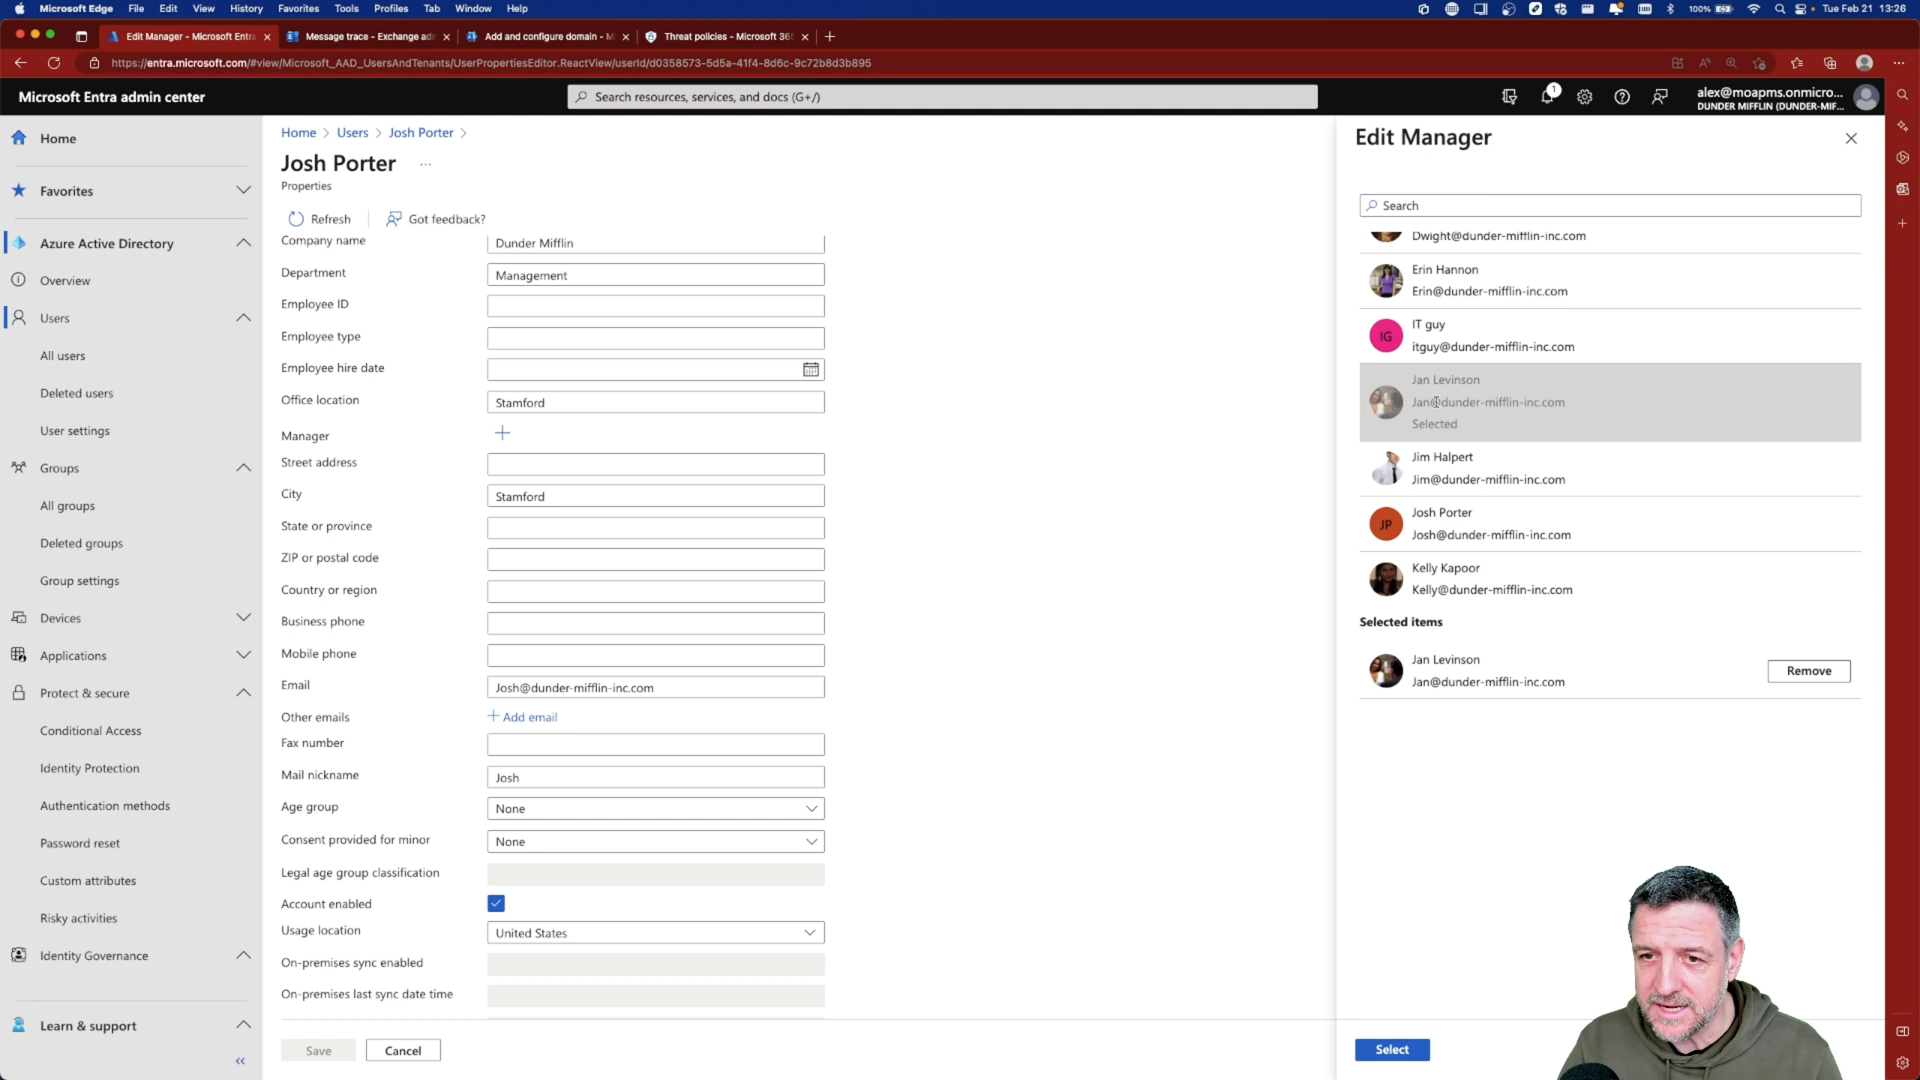 Microsoft Edge File Edit View History Favorites Tools Profiles Tab Window Help 100% Tue Feb 21 13:26
Edit Manager - Microsoft Entra
Message trace - Exchange ad
Add and configure domain - M
Threat policies - Microsoft 36
https://entra.microsoft.com/#view/Microsoft_AAD_UsersAndTenants/UserPropertiesEditor.ReactView/userId/d0358573-5d5a-41f4-8d6c-9c72b8d3b895
Microsoft Entra admin center
Search resources, services, and docs (G+/)
1
alex@moapms.onmicro...
DUNDER MIFFLIN (DUNDER-MIF...
Home
Favorites
Azure Active Directory
Overview
Users
All users
Deleted users
User settings
Groups
All groups
Deleted groups
Group settings
Devices
Applications
Protect & secure
Conditional Access
Identity Protection
Authentication methods
Password reset
Custom attributes
Risky activities
Identity Governance
Learn & support
Home > Users > Josh Porter >
Josh Porter ...
Properties
Refresh
Got feedback?
Company name Dunder Mifflin
Department Management
Employee ID
Employee type
Employee hire date
Office location Stamford
Manager
Street address
City Stamford
State or province
ZIP or postal code
Country or region
Business phone
Mobile phone
Email Josh@dunder-mifflin-inc.com
Other emails + Add email
Fax number
Mail nickname Josh
Age group None
Consent provided for minor None
Legal age group classification
Account enabled
Usage location United States
On-premises sync enabled
On-premises last sync date time
Save Cancel
Edit Manager
Search
Dwight@dunder-mifflin-inc.com
Erin Hannon
Erin@dunder-mifflin-inc.com
IG
IT guy
itguy@dunder-mifflin-inc.com
Jan Levinson
Jan@dunder-mifflin-inc.com
Selected
Jim Halpert
Jim@dunder-mifflin-inc.com
JP
Josh Porter
Josh@dunder-mifflin-inc.com
Kelly Kapoor
Kelly@dunder-mifflin-inc.com
Selected items
Jan Levinson
Jan@dunder-mifflin-inc.com
Remove
Select